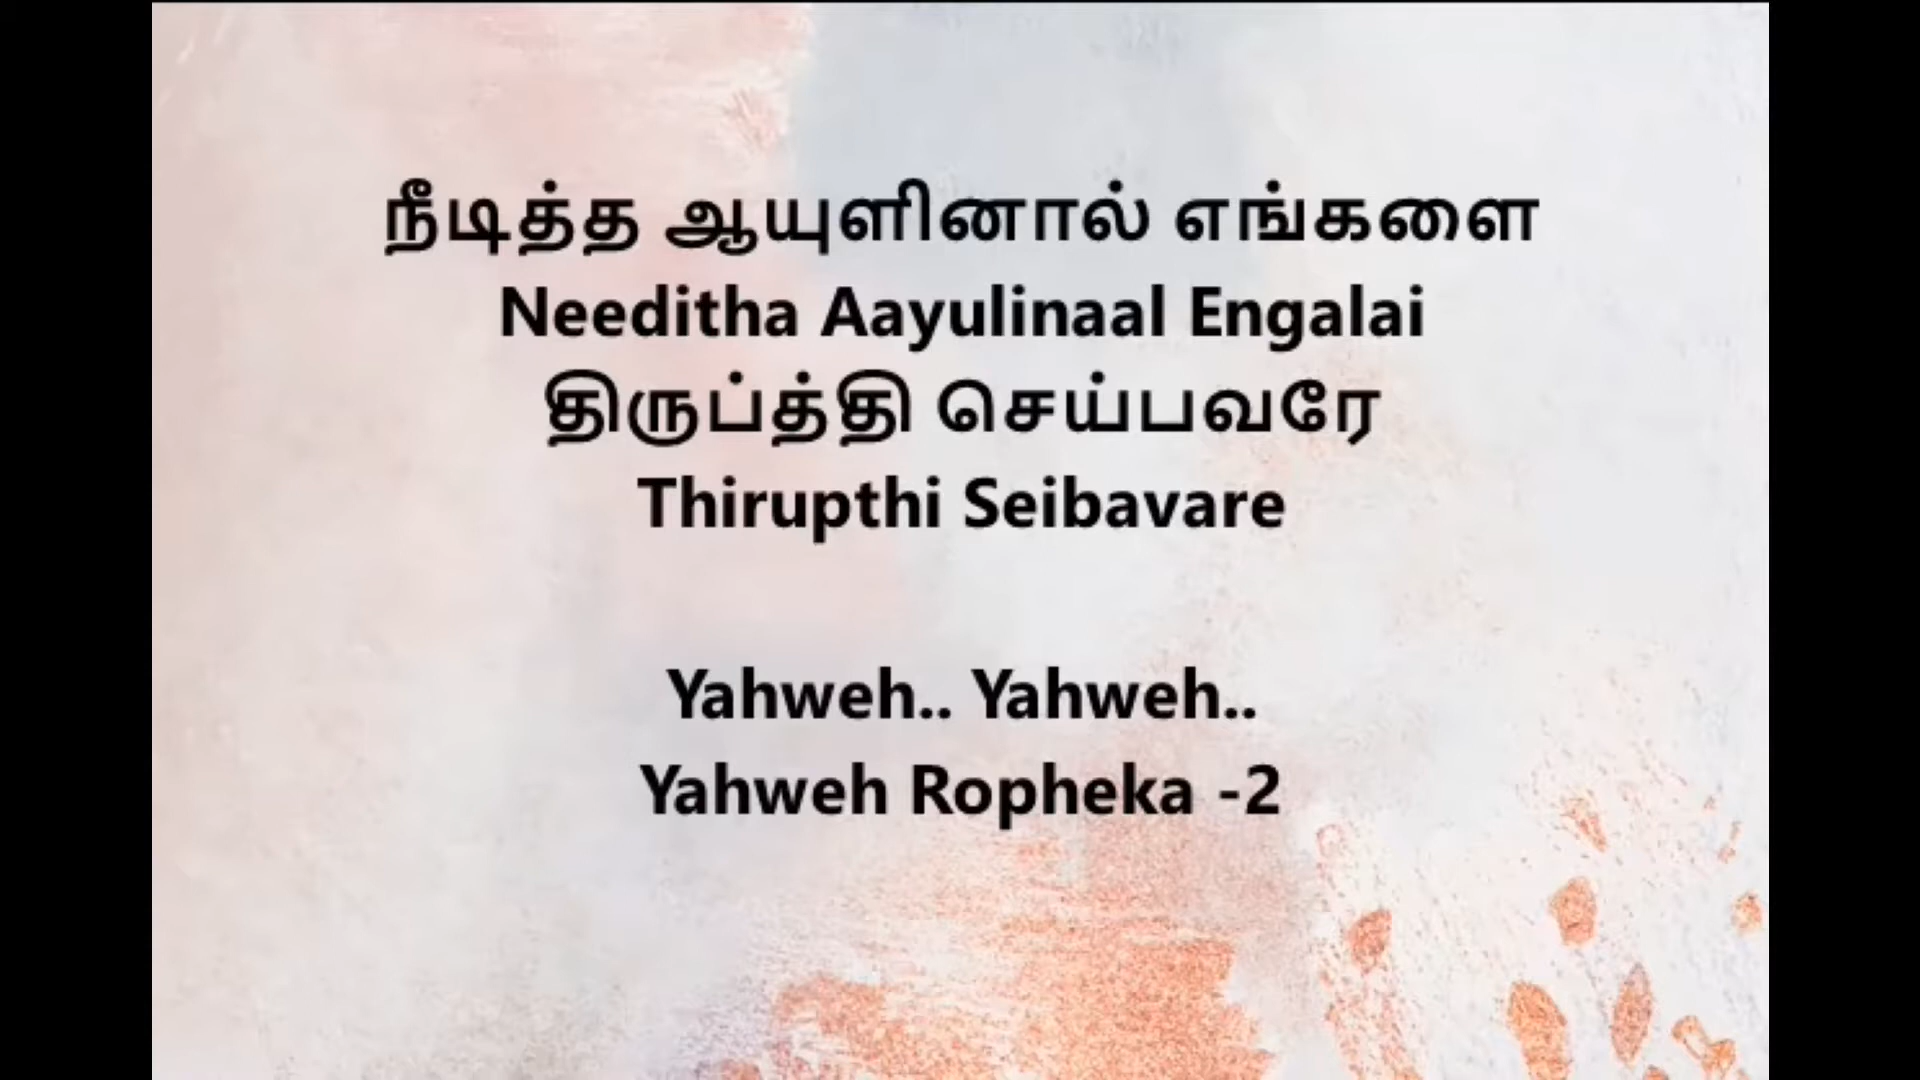 நீடித்த ஆயுளினால் எங்களை
Needitha Aayulinaal Engalai
திருப்த்தி செய்பவரே
Thirupthi Seibavare
Yahweh.. Yahweh..
Yahweh Ropheka -2